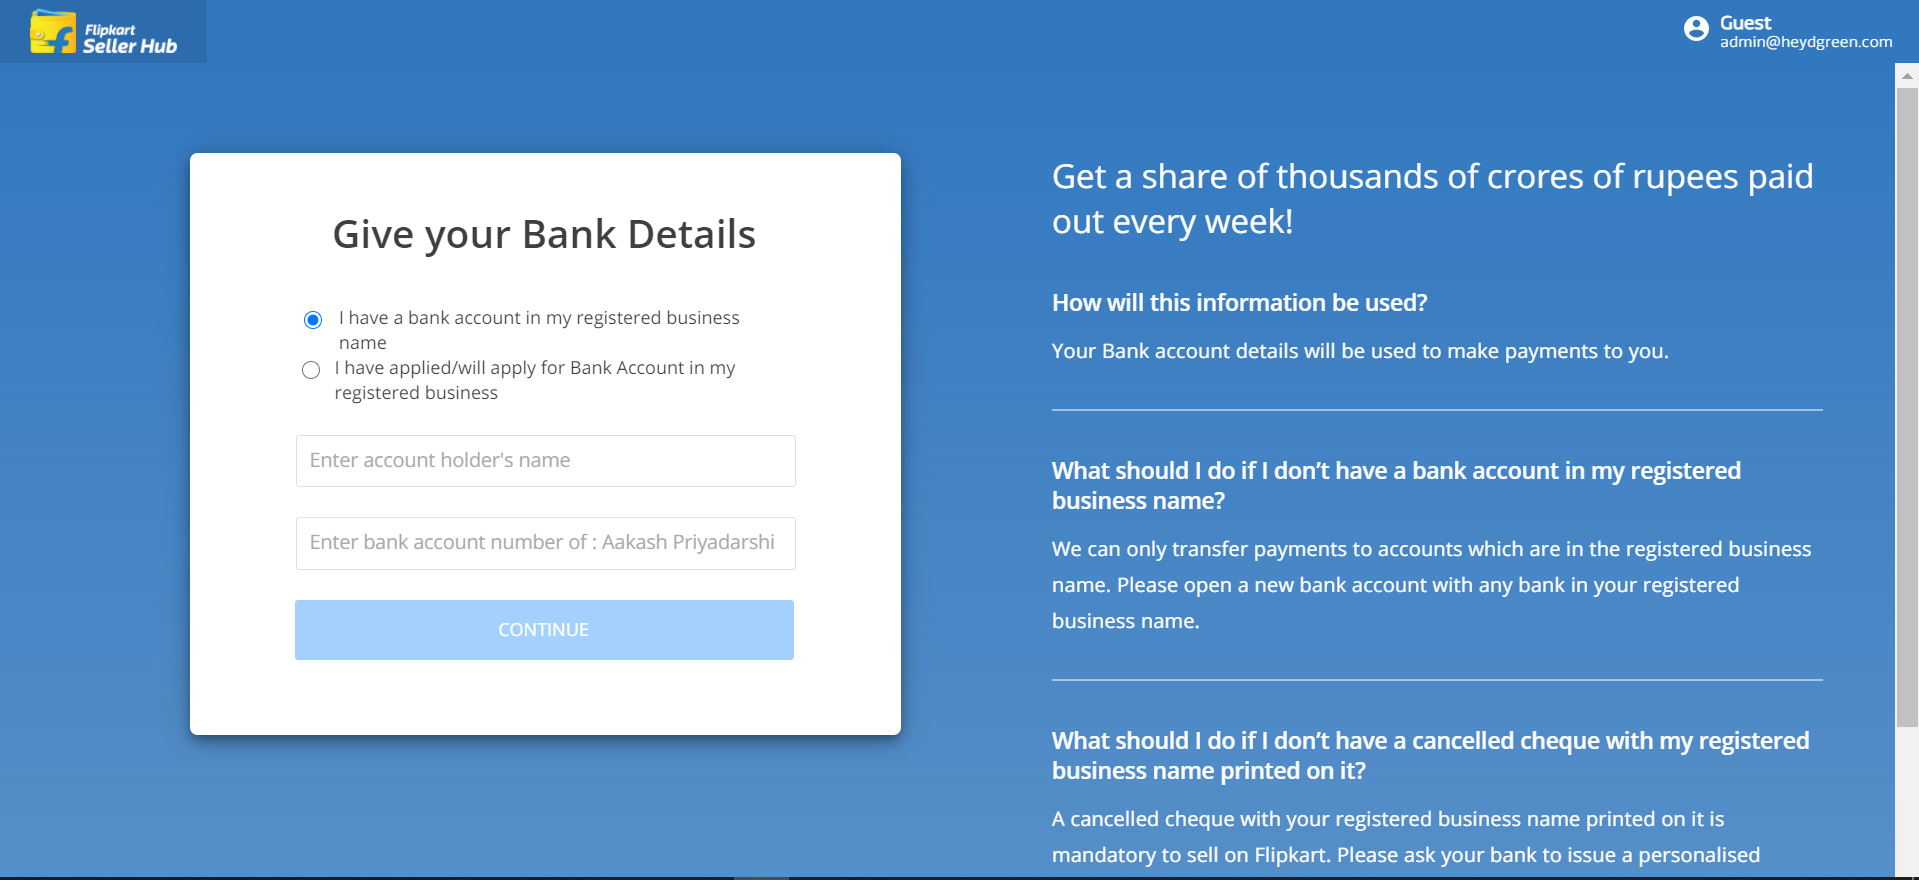 Flipkart
Seller Hub
Guest
admin@heydgreen.com
Give your Bank Details
I have a bank account in my registered business
name
I have applied/will apply for Bank Account in my
registered business
Enter account holder's name
Enter bank account number of : Aakash Priyadarshi
CONTINUE
Get a share of thousands of crores of rupees paid
out every week!
How will this information be used?
Your Bank account details will be used to make payments to you.
What should I do if I don’t have a bank account in my registered
business name?
We can only transfer payments to accounts which are in the registered business
name. Please open a new bank account with any bank in your registered
business name.
What should I do if I don’t have a cancelled cheque with my registered
business name printed on it?
A cancelled cheque with your registered business name printed on it is
mandatory to sell on Flipkart. Please ask your bank to issue a personalised